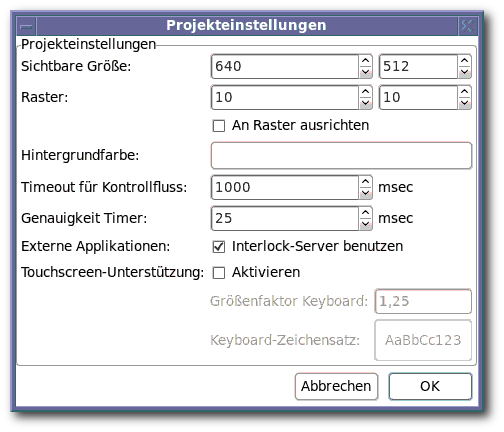 Projekteinstellungen
Projekteinstellungen
Sichtbare Größe: 640 512
Raster: 10 10
An Raster ausrichten
Hintergrundfarbe:
Timeout für Kontrollfluss: 1000 msec
Genauigkeit Timer: 25 msec
Externe Applikationen: Interlock-Server benutzen
Touchscreen-Unterstützung: Aktivieren
Größenfaktor Keyboard: 1,25
Keyboard-Zeichensatz: AaBbCc123
Abbrechen OK